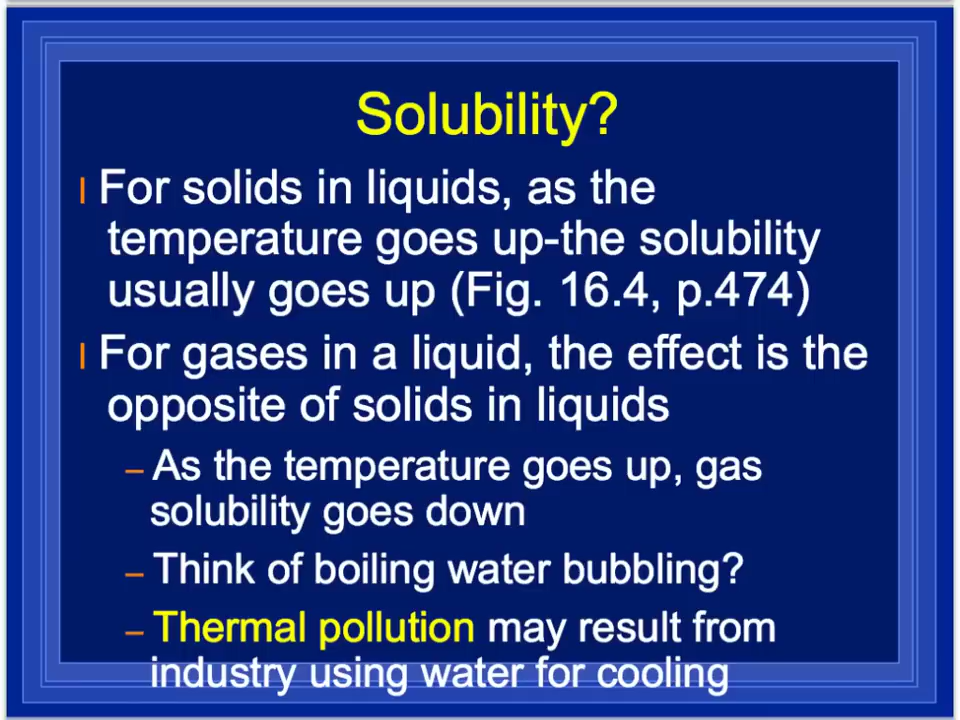 Solubility?
l For solids in liquids, as the
temperature goes up-the solubility
usually goes up (Fig. 16.4, p.474)
l For gases in a liquid, the effect is the
opposite of solids in liquids
– As the temperature goes up, gas
solubility goes down
– Think of boiling water bubbling?
– Thermal pollution may result from
industry using water for cooling